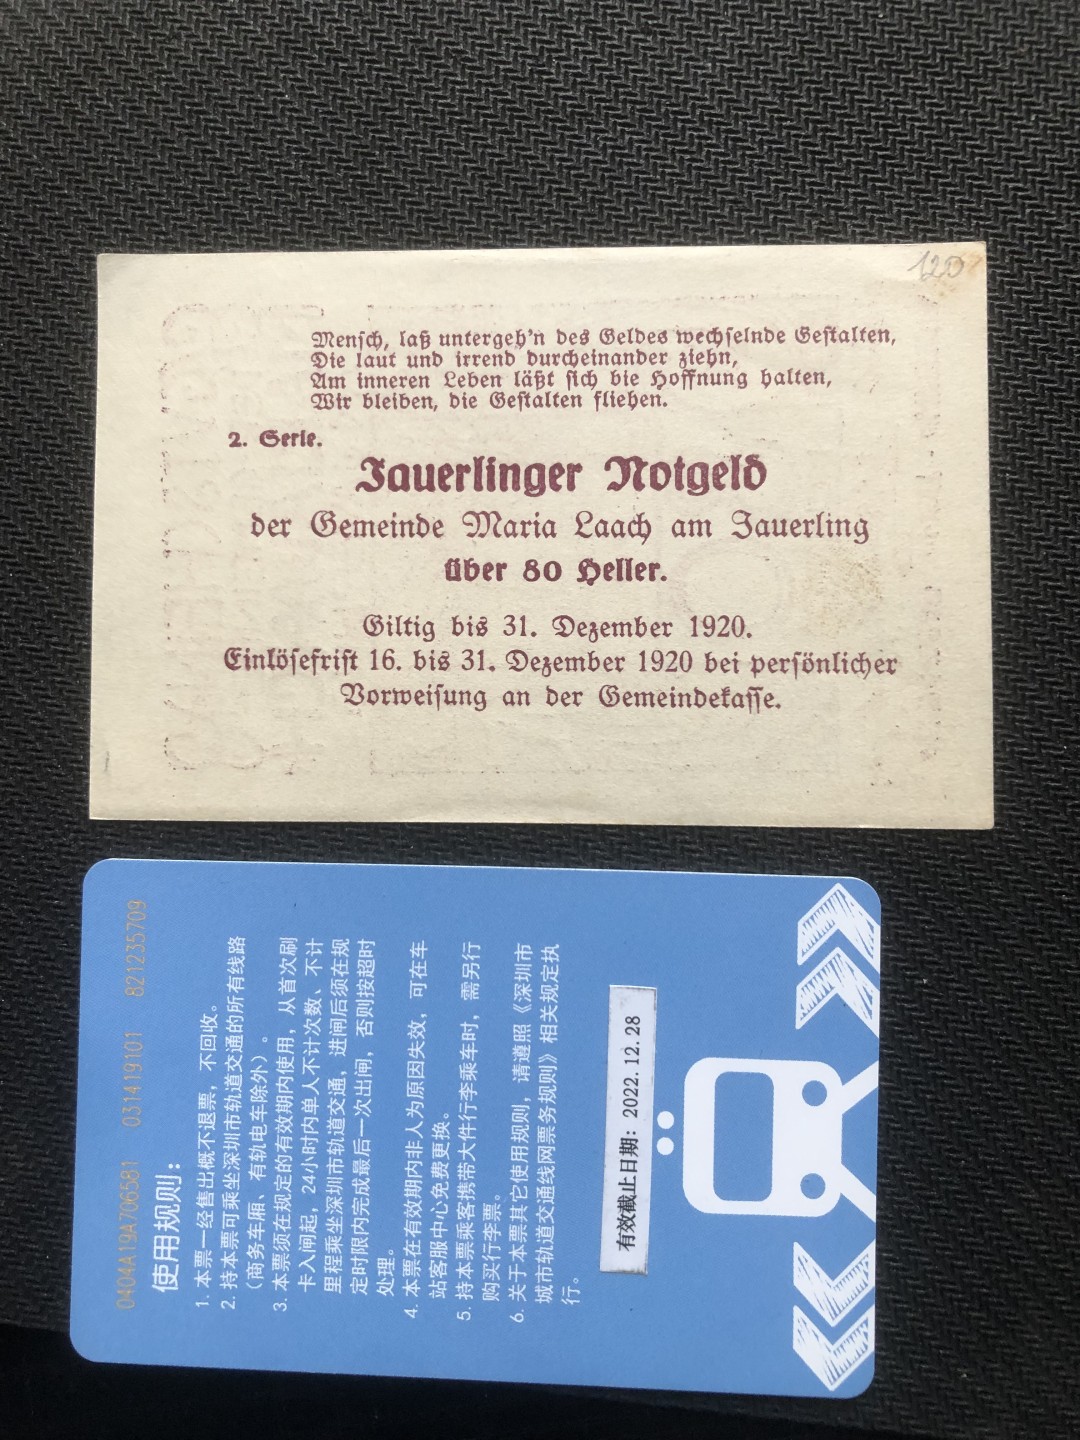 120
Mensch, laß untergeh'n des Geldes wechselnde Gestalten,
Die laut und irrend durcheinander ziehn,
Am inneren Leben läßt sich bie Hoffnung halten,
Wir bleiben, die Gestalten fliehen.
2. Serie.
Jauerlinger Notgeld
der Gemeinde Maria Laach am Jauerling
über 80 Heller.
Giltig bis 31. Dezember 1920.
Einlösefrist 16. bis 31. Dezember 1920 bei persönlicher
Vorweisung an der Gemeindekasse.
0404A19A706581 031419101 821235709
使用规则：
1. 本票一经售出概不退票，不回收。
2. 持本票可乘坐深圳市轨道交通的所有线路
（商务车厢、有轨电车除外）。
3. 本票须在规定的有效期内使用，从首次刷
卡入闸起，24小时内单人不计次数、不计
里程乘坐深圳市轨道交通，进闸后须在规
定时限内完成最后一次出闸，否则按超时
处理。
4. 本票在有效期内非人为原因失效，可在车
站客服中心免费更换。
5. 持本票乘客携带大件行李乘车时，需另行
购买行李票。
6. 关于本票其它使用规则，请遵照《深圳市
城市轨道交通线网票务规则》相关规定执
行。
有效截止日期：2022.12.28